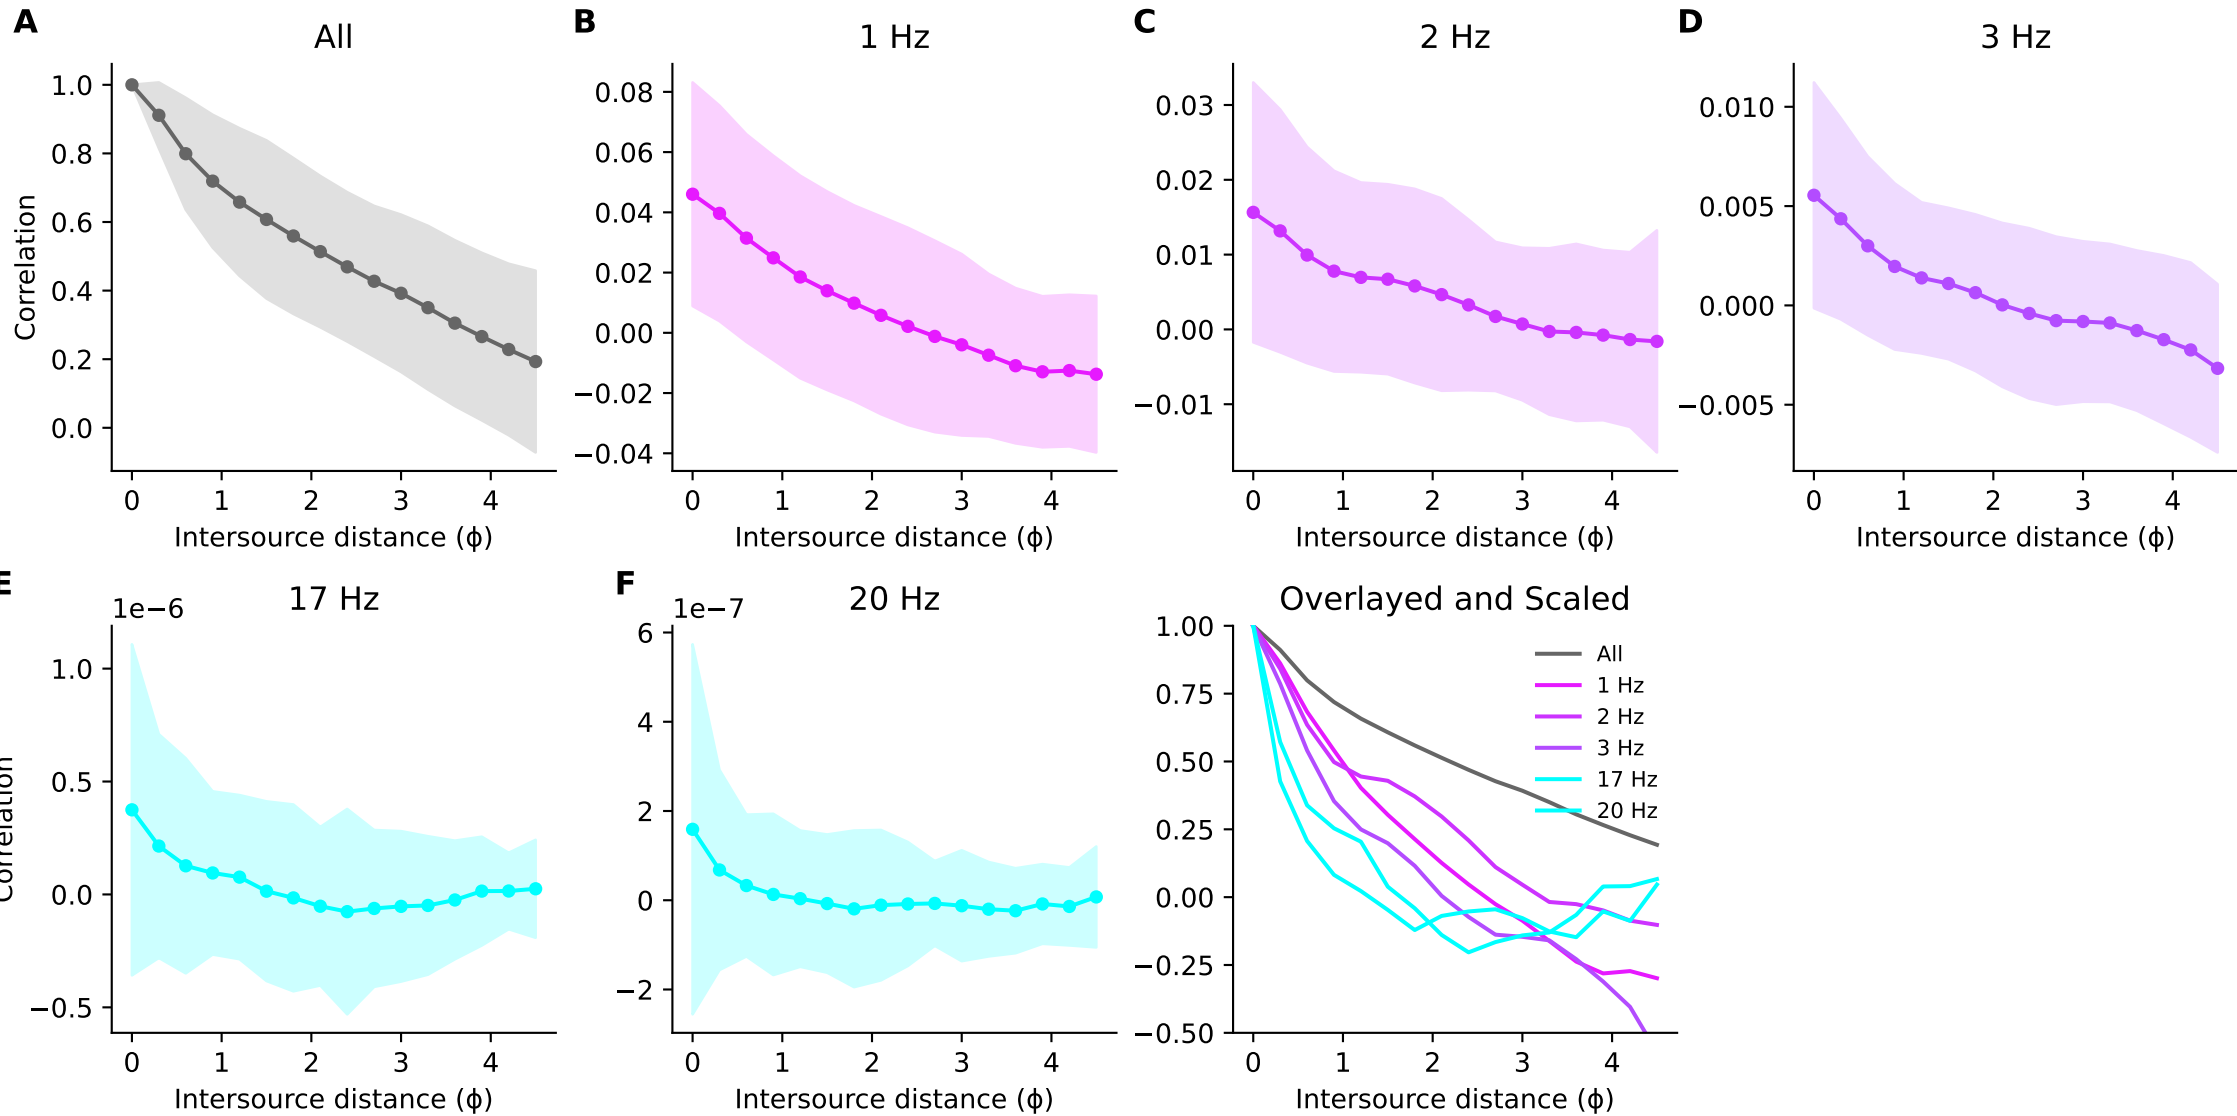 A
All
1.0
0.8
0.6
0.4
0.2
0.0
Correlation
0 1 2 3 4
Intersource distance (ϕ)
B
1 Hz
0.08
0.06
0.04
0.02
0.00
−0.02
−0.04
0 1 2 3 4
Intersource distance (ϕ)
C
2 Hz
0.03
0.02
0.01
0.00
−0.01
0 1 2 3 4
Intersource distance (ϕ)
D
3 Hz
0.010
0.005
0.000
−0.005
0 1 2 3 4
Intersource distance (ϕ)
E
17 Hz
1e−6
1.0
0.5
0.0
−0.5
Correlation
0 1 2 3 4
Intersource distance (ϕ)
F
20 Hz
1e−7
6
4
2
0
−2
0 1 2 3 4
Intersource distance (ϕ)
Overlayed and Scaled
1.00
0.75
0.50
0.25
0.00
−0.25
−0.50
All
1 Hz
2 Hz
3 Hz
17 Hz
20 Hz
0 1 2 3 4
Intersource distance (ϕ)